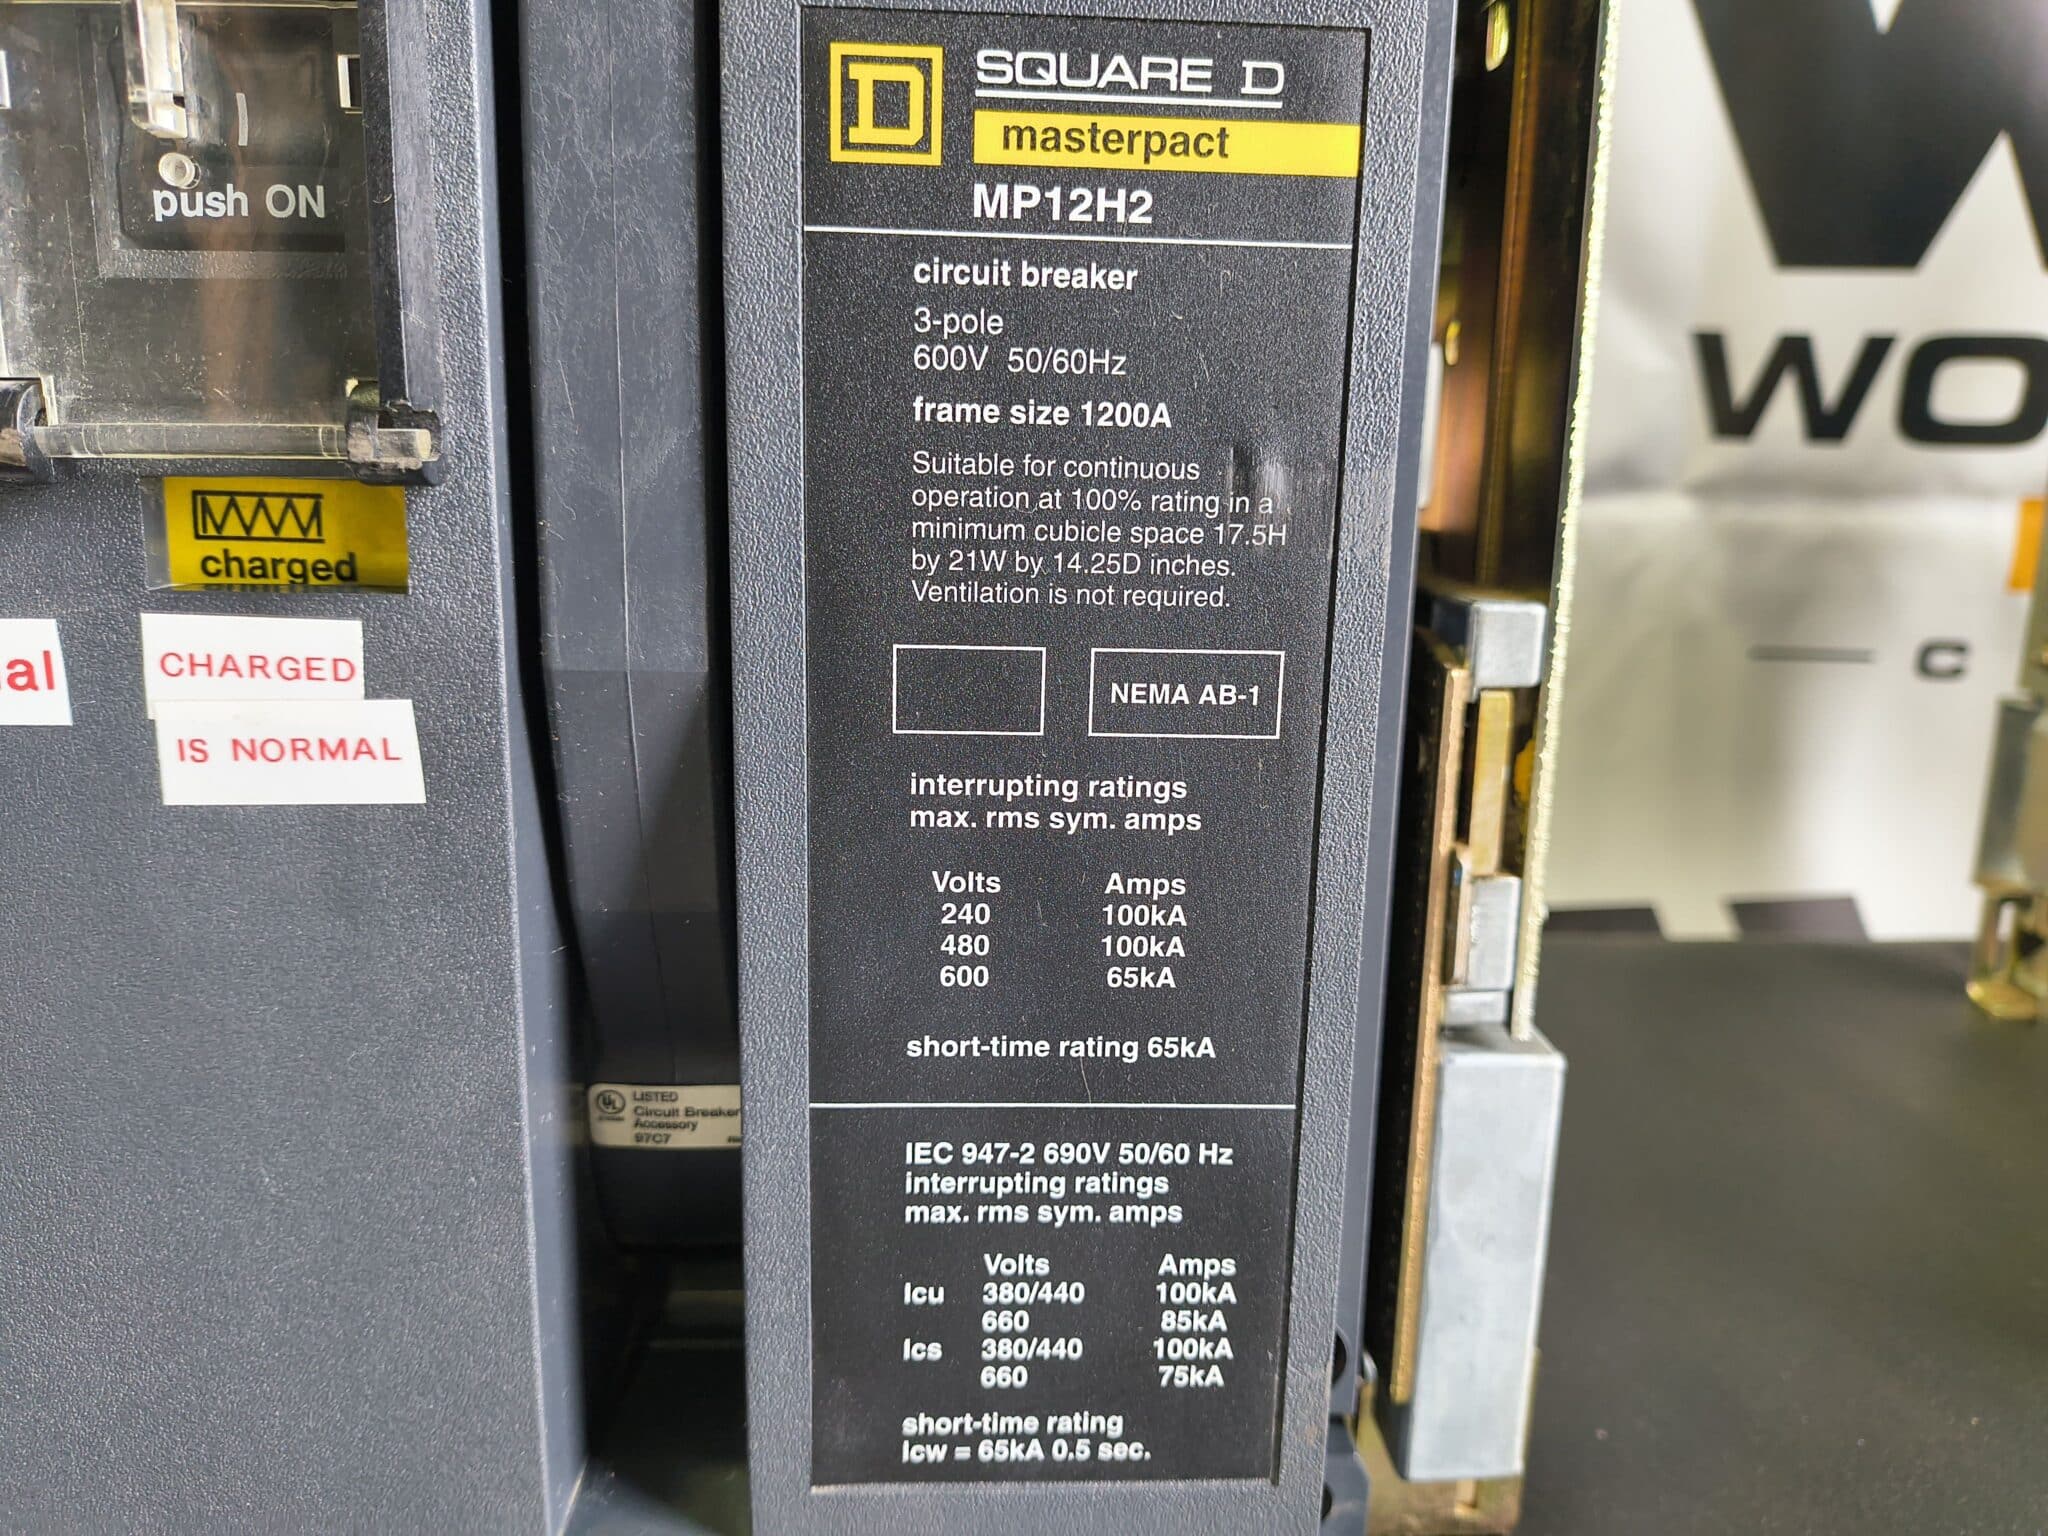 push ON
charged
al
CHARGED
IS NORMAL
D
SQUARE D
masterpact
MP12H2
circuit breaker
3-pole
600V 50/60Hz
frame size 1200A
Suitable for continuous
operation at 100% rating in a
minimum cubicle space 17.5H
by 21W by 14.25D inches.
Ventilation is not required.
NEMA AB-1
interrupting ratings
max. rms sym. amps
Volts Amps
240 100kA
480 100kA
600 65kA
short-time rating 65kA
UL LISTED
Circuit Breaker
Accessory
97C7
IEC 947-2 690V 50/60 Hz
interrupting ratings
max. rms sym. amps
Volts Amps
Icu 380/440 100kA
660 85kA
Ics 380/440 100kA
660 75kA
short-time rating
Icw = 65kA 0.5 sec.
W
WO
C